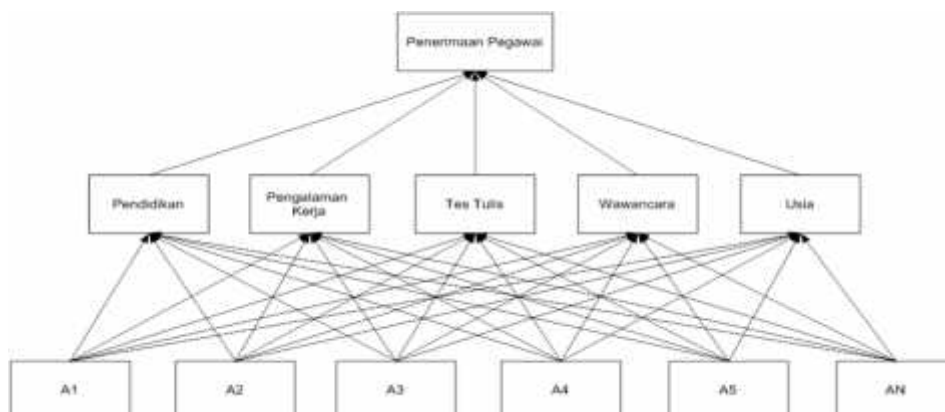 Penerimaan Pegawai
Pendidikan
Pengalaman
Kerja
Tes Tulis
Wawancara
Usia
A1
A2
A3
A4
A5
AN